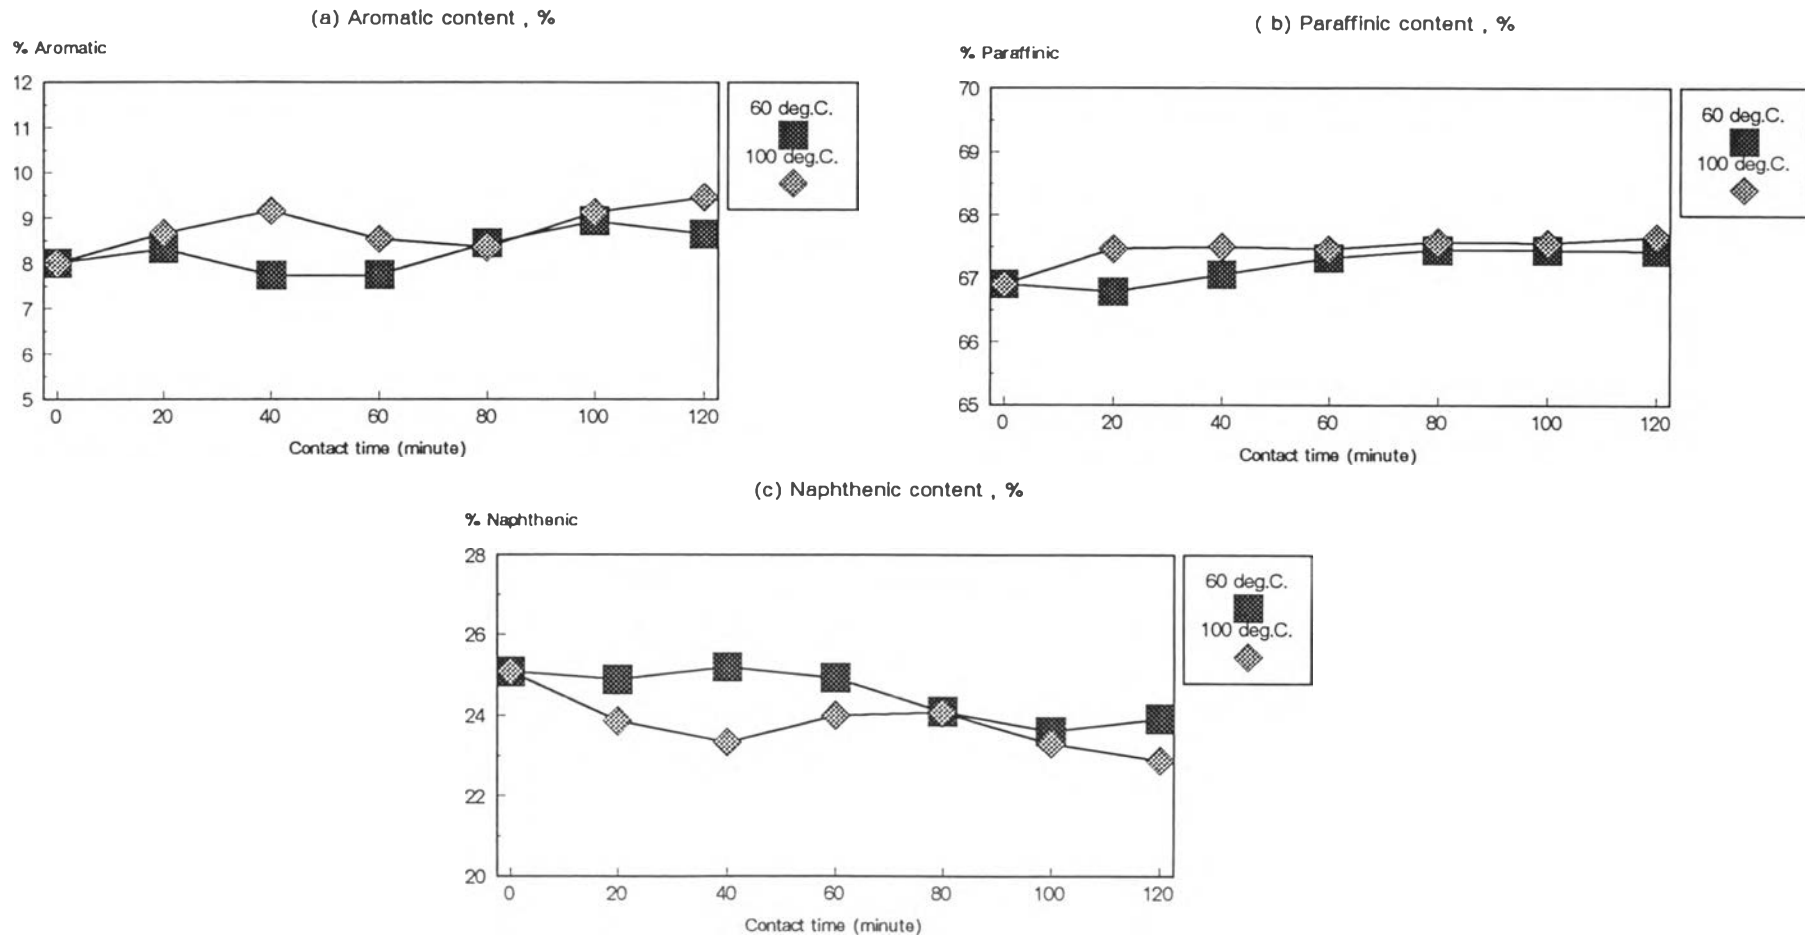 (a) Aromatic content , %
% Aromatic
12
11
10
9
8
7
6
5
0 20 40 60 80 100 120
Contact time (minute)
60 deg.C.
100 deg.C.
( b) Paraffinic content , %
% Paraffinic
70
69
68
67
66
65
0 20 40 60 80 100 120
Contact time (minute)
60 deg.C.
100 deg.C.
(c) Naphthenic content , %
% Naphthenic
28
26
24
22
20
0 20 40 60 80 100 120
Contact time (minute)
60 deg.C.
100 deg.C.